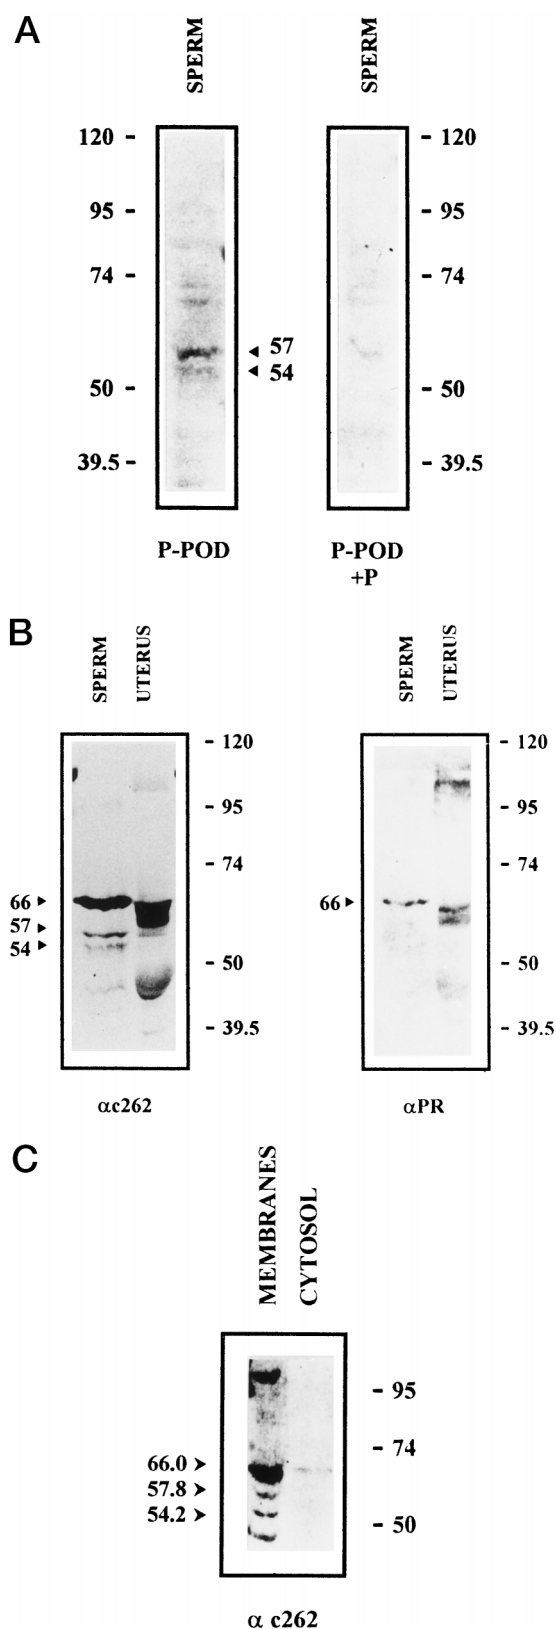 A
SPERM SPERM
120 - - 120
95 - - 95
74 - - 74
◄ 57
◄ 54
50 - - 50
39.5 - - 39.5
P-POD P-POD
+P
B
SPERM UTERUS SPERM UTERUS
- 120 - 120
- 95 - 95
- 74 - 74
66 ► 66 ►
57 ►
54 ►
- 50 - 50
- 39.5 - 39.5
αc262 αPR
C
MEMBRANES CYTOSOL
- 95
- 74
66.0 ➤
57.8 ➤
54.2 ➤
- 50
α c262